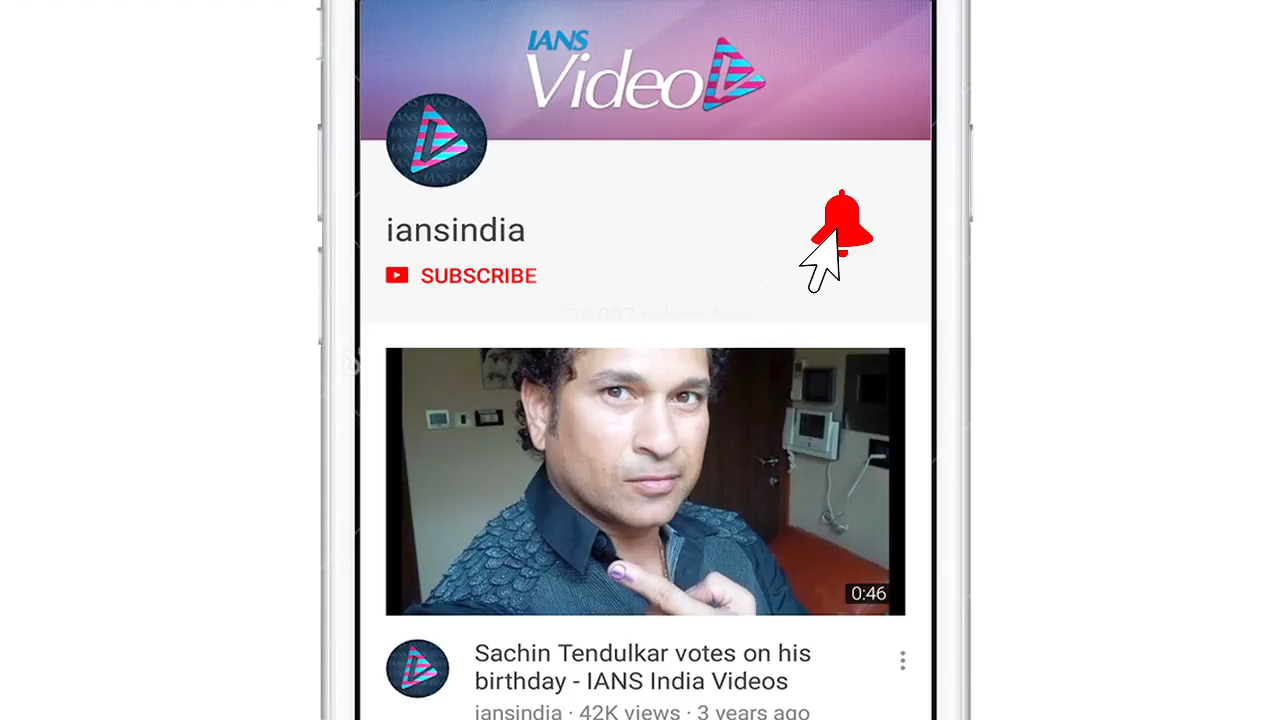 IANS
Video
iansindia
SUBSCRIBE
0:46
Sachin Tendulkar votes on his
birthday - IANS India Videos
iansindia · 42K views · 3 years ago